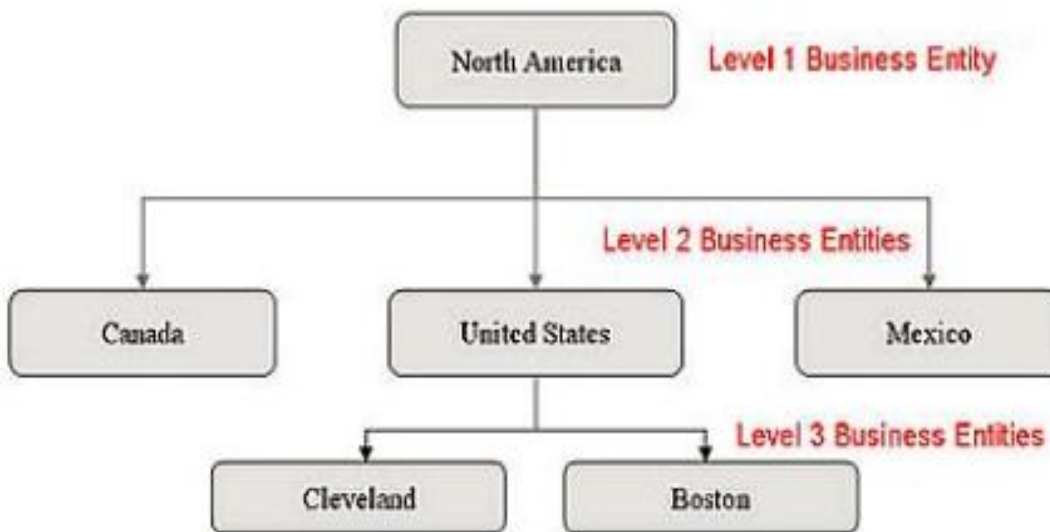 North America
Level 1 Business Entity
Level 2 Business Entities
Canada
United States
Mexico
Level 3 Business Entities
Cleveland
Boston